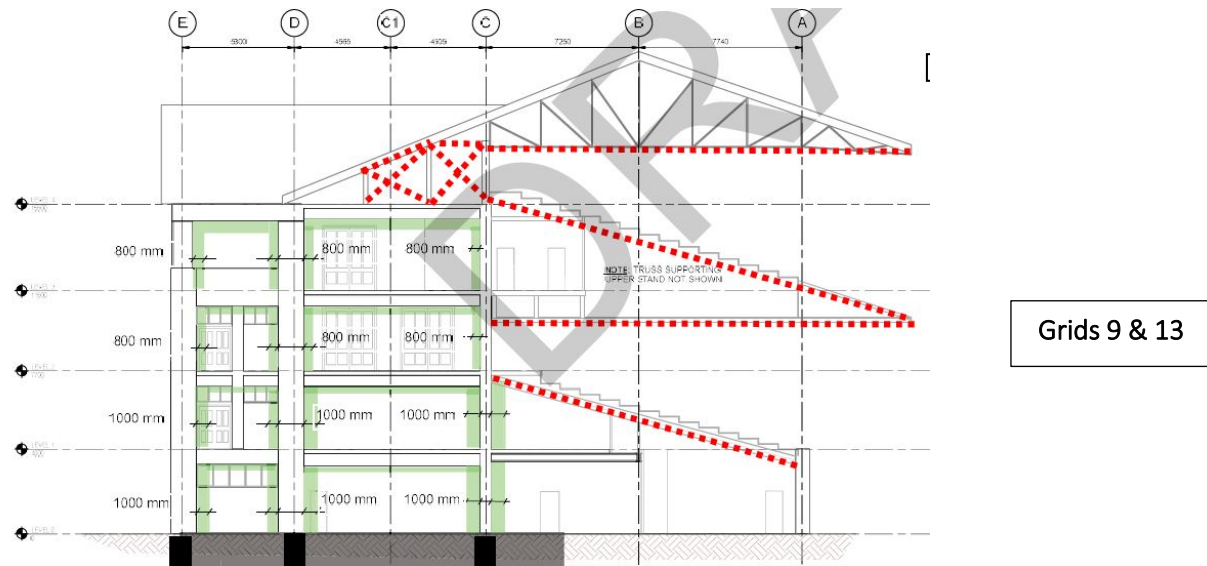 E D C1 C B A
7250 7740
DRA
800 mm 800 mm 800 mm
NOTE: TRUSS SUPPORTING
UPPER STAND NOT SHOWN
Grids 9 & 13
800 mm 800 mm 800 mm
1000 mm 1000 mm 1000 mm
1000 mm 1000 mm 1000 mm